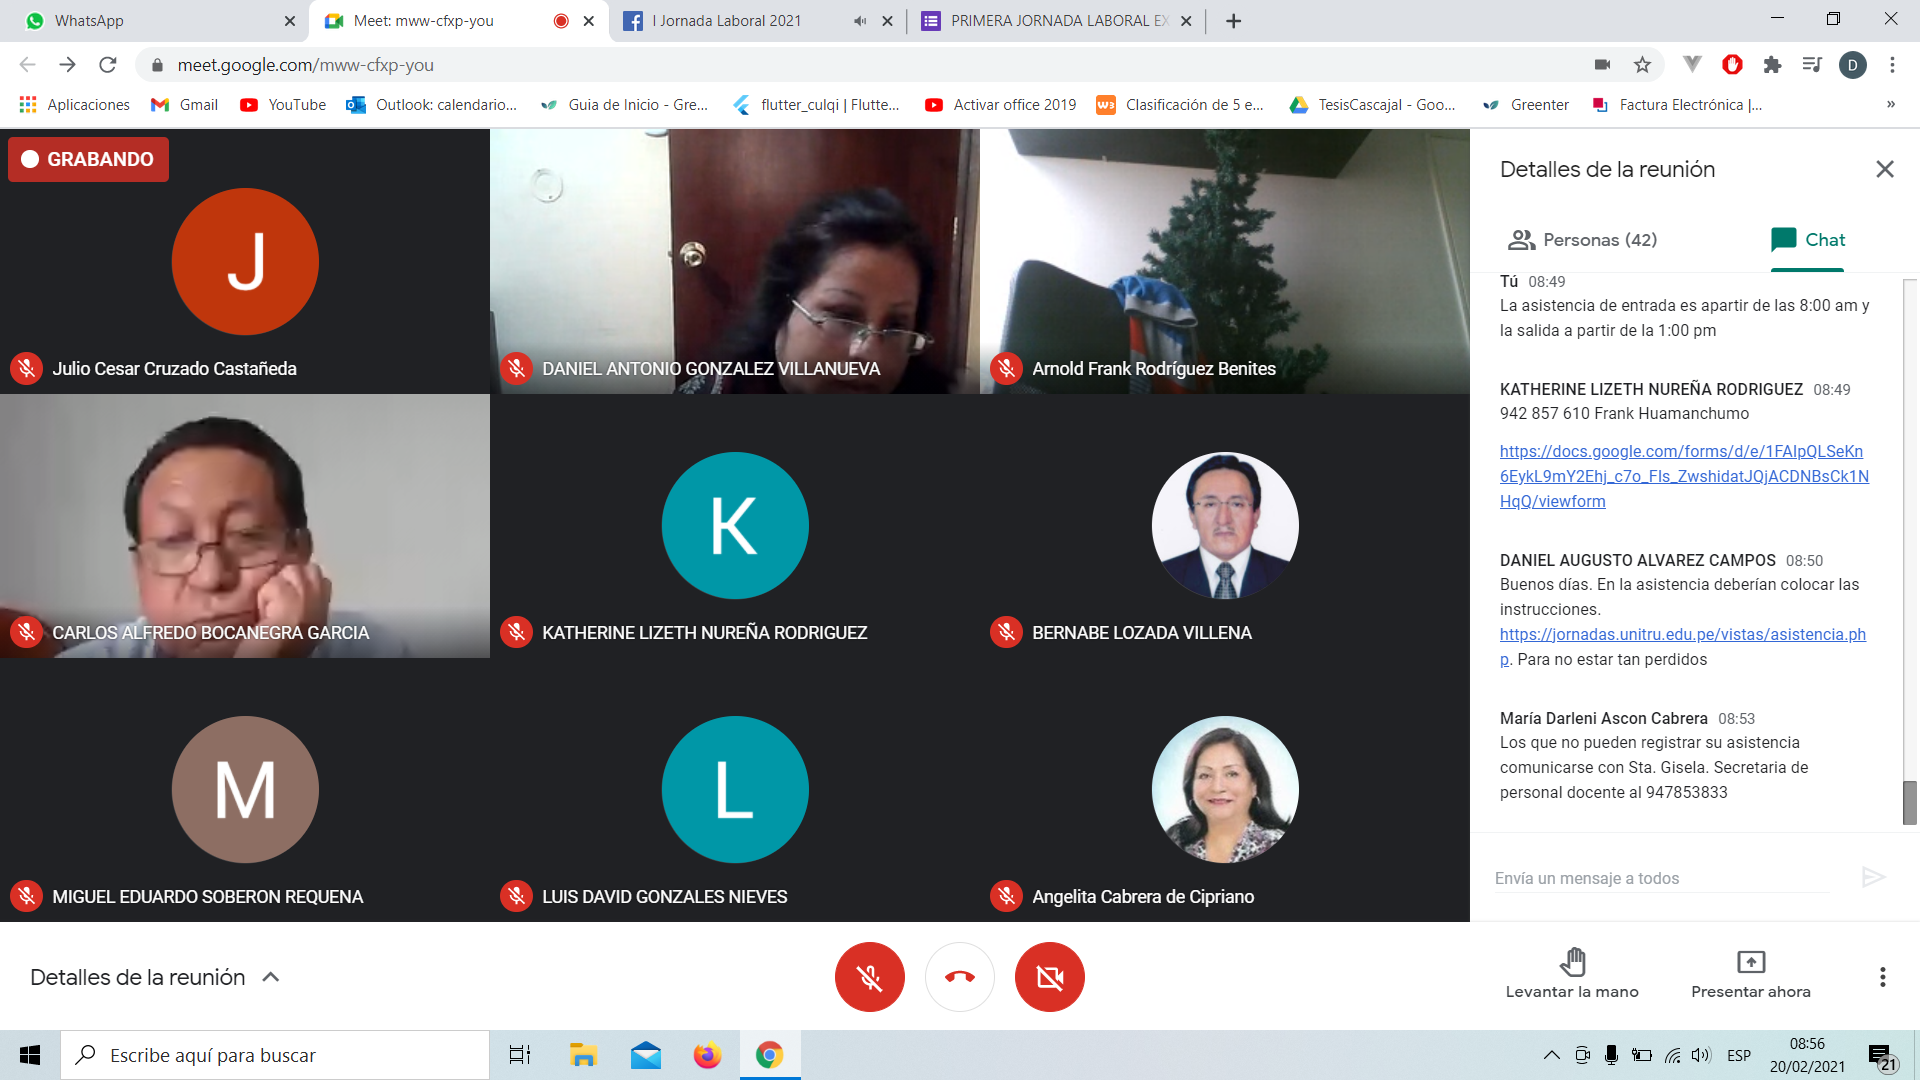 WhatsApp
Meet: mww-cfxp-you
I Jornada Laboral 2021
PRIMERA JORNADA LABORAL EX
meet.google.com/mww-cfxp-you
D
Aplicaciones
Gmail
YouTube
Outlook: calendario...
Guia de Inicio - Gre...
flutter_culqi | Flutte...
Activar office 2019
Clasificación de 5 e...
TesisCascajal - Goo...
Greenter
Factura Electrónica |...
»
GRABANDO
J
Julio Cesar Cruzado Castañeda
DANIEL ANTONIO GONZALEZ VILLANUEVA
Arnold Frank Rodríguez Benites
CARLOS ALFREDO BOCANEGRA GARCIA
K
KATHERINE LIZETH NUREÑA RODRIGUEZ
BERNABE LOZADA VILLENA
M
MIGUEL EDUARDO SOBERON REQUENA
L
LUIS DAVID GONZALES NIEVES
Angelita Cabrera de Cipriano
Detalles de la reunión
Personas (42)
Chat
Tú 08:49
La asistencia de entrada es apartir de las 8:00 am y
la salida a partir de la 1:00 pm
KATHERINE LIZETH NUREÑA RODRIGUEZ 08:49
942 857 610 Frank Huamanchumo
https://docs.google.com/forms/d/e/1FAIpQLSeKn
6EykL9mY2Ehj_c7o_FIs_ZwshidatJQjACDNBsCk1N
HqQ/viewform
DANIEL AUGUSTO ALVAREZ CAMPOS 08:50
Buenos días. En la asistencia deberían colocar las
instrucciones.
https://jornadas.unitru.edu.pe/vistas/asistencia.ph
p. Para no estar tan perdidos
María Darleni Ascon Cabrera 08:53
Los que no pueden registrar su asistencia
comunicarse con Sta. Gisela. Secretaria de
personal docente al 947853833
Envía un mensaje a todos
Detalles de la reunión
Levantar la mano
Presentar ahora
Escribe aquí para buscar
ESP
08:56
20/02/2021
21